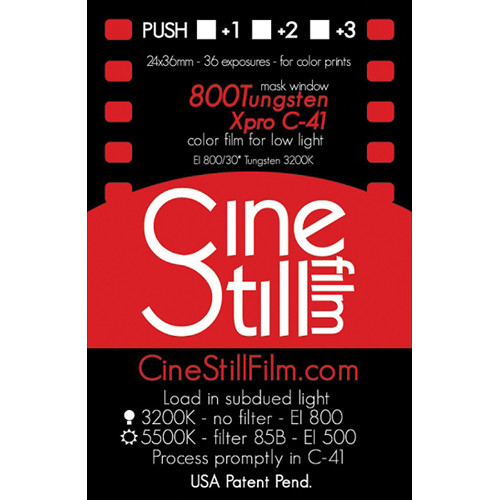 PUSH +1 +2 +3
24x36mm - 36 exposures - for color prints
mask window
800Tungsten
Xpro C-41
color film for low light
EI 800/30° Tungsten 3200K
Cine
Still
film
CineStillFilm.com
Load in subdued light
3200K - no filter - EI 800
5500K - filter 85B - EI 500
Process promptly in C-41
USA Patent Pend.